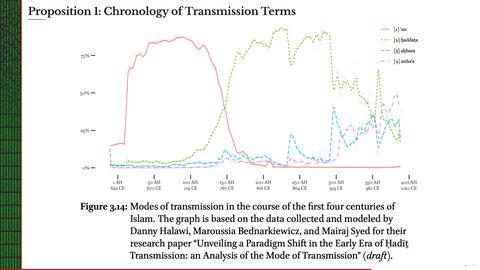 Proposition 1: Chronology of Transmission Terms
[1] ʿan
[2] ḥaddaṯa
[3] aḫbara
[4] anbaʾa
75%
50%
25%
0%
1 AH 50 AH 100 AH 150 AH 200 AH 250 AH 300 AH 350 AH 400 AH
622 CE 670 CE 719 CE 767 CE 816 CE 864 CE 913 CE 961 CE 1010 CE
Figure 3.14: Modes of transmission in the course of the first four centuries of
Islam. The graph is based on the data collected and modeled by
Danny Halawi, Maroussia Bednarkiewicz, and Mairaj Syed for their
research paper “Unveiling a Paradigm Shift in the Early Era of Ḥadīṯ
Transmission: an Analysis of the Mode of Transmission” (draft).